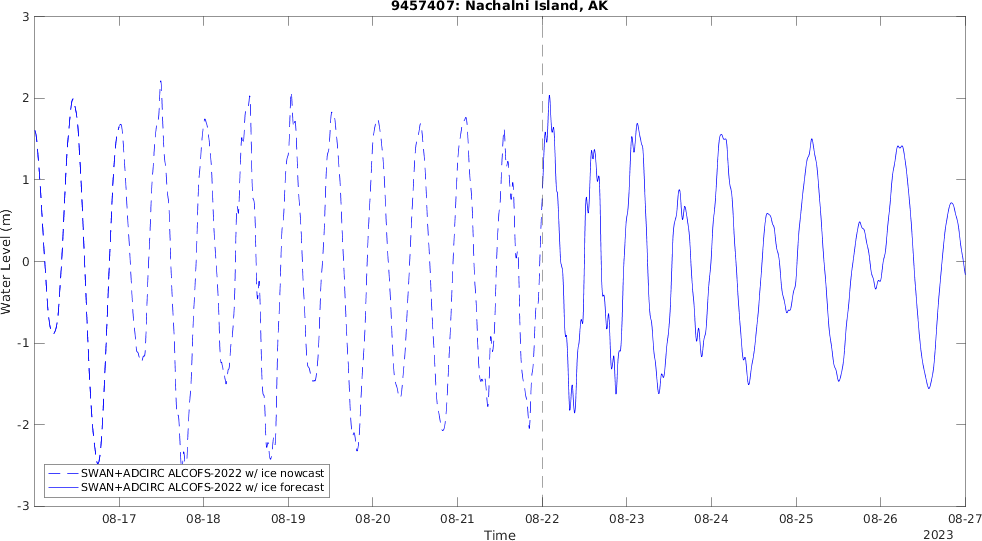 9457407: Nachalni Island, AK
3
2
1
0
-1
-2
-3
Water Level (m)
SWAN+ADCIRC ALCOFS-2022 w/ ice nowcast
SWAN+ADCIRC ALCOFS-2022 w/ ice forecast
08-17 08-18 08-19 08-20 08-21 08-22 08-23 08-24 08-25 08-26 08-27
Time
2023